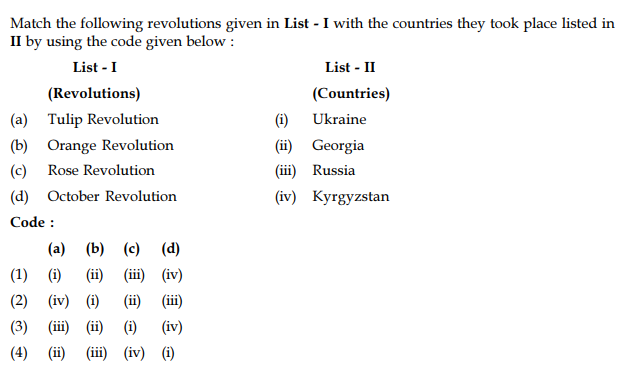 Match the following revolutions given in List - I with the countries they took place listed in
II by using the code given below :
List - I List - II
(Revolutions) (Countries)
(a) Tulip Revolution (i) Ukraine
(b) Orange Revolution (ii) Georgia
(c) Rose Revolution (iii) Russia
(d) October Revolution (iv) Kyrgyzstan
Code :
(a) (b) (c) (d)
(1) (i) (ii) (iii) (iv)
(2) (iv) (i) (ii) (iii)
(3) (iii) (ii) (i) (iv)
(4) (ii) (iii) (iv) (i)